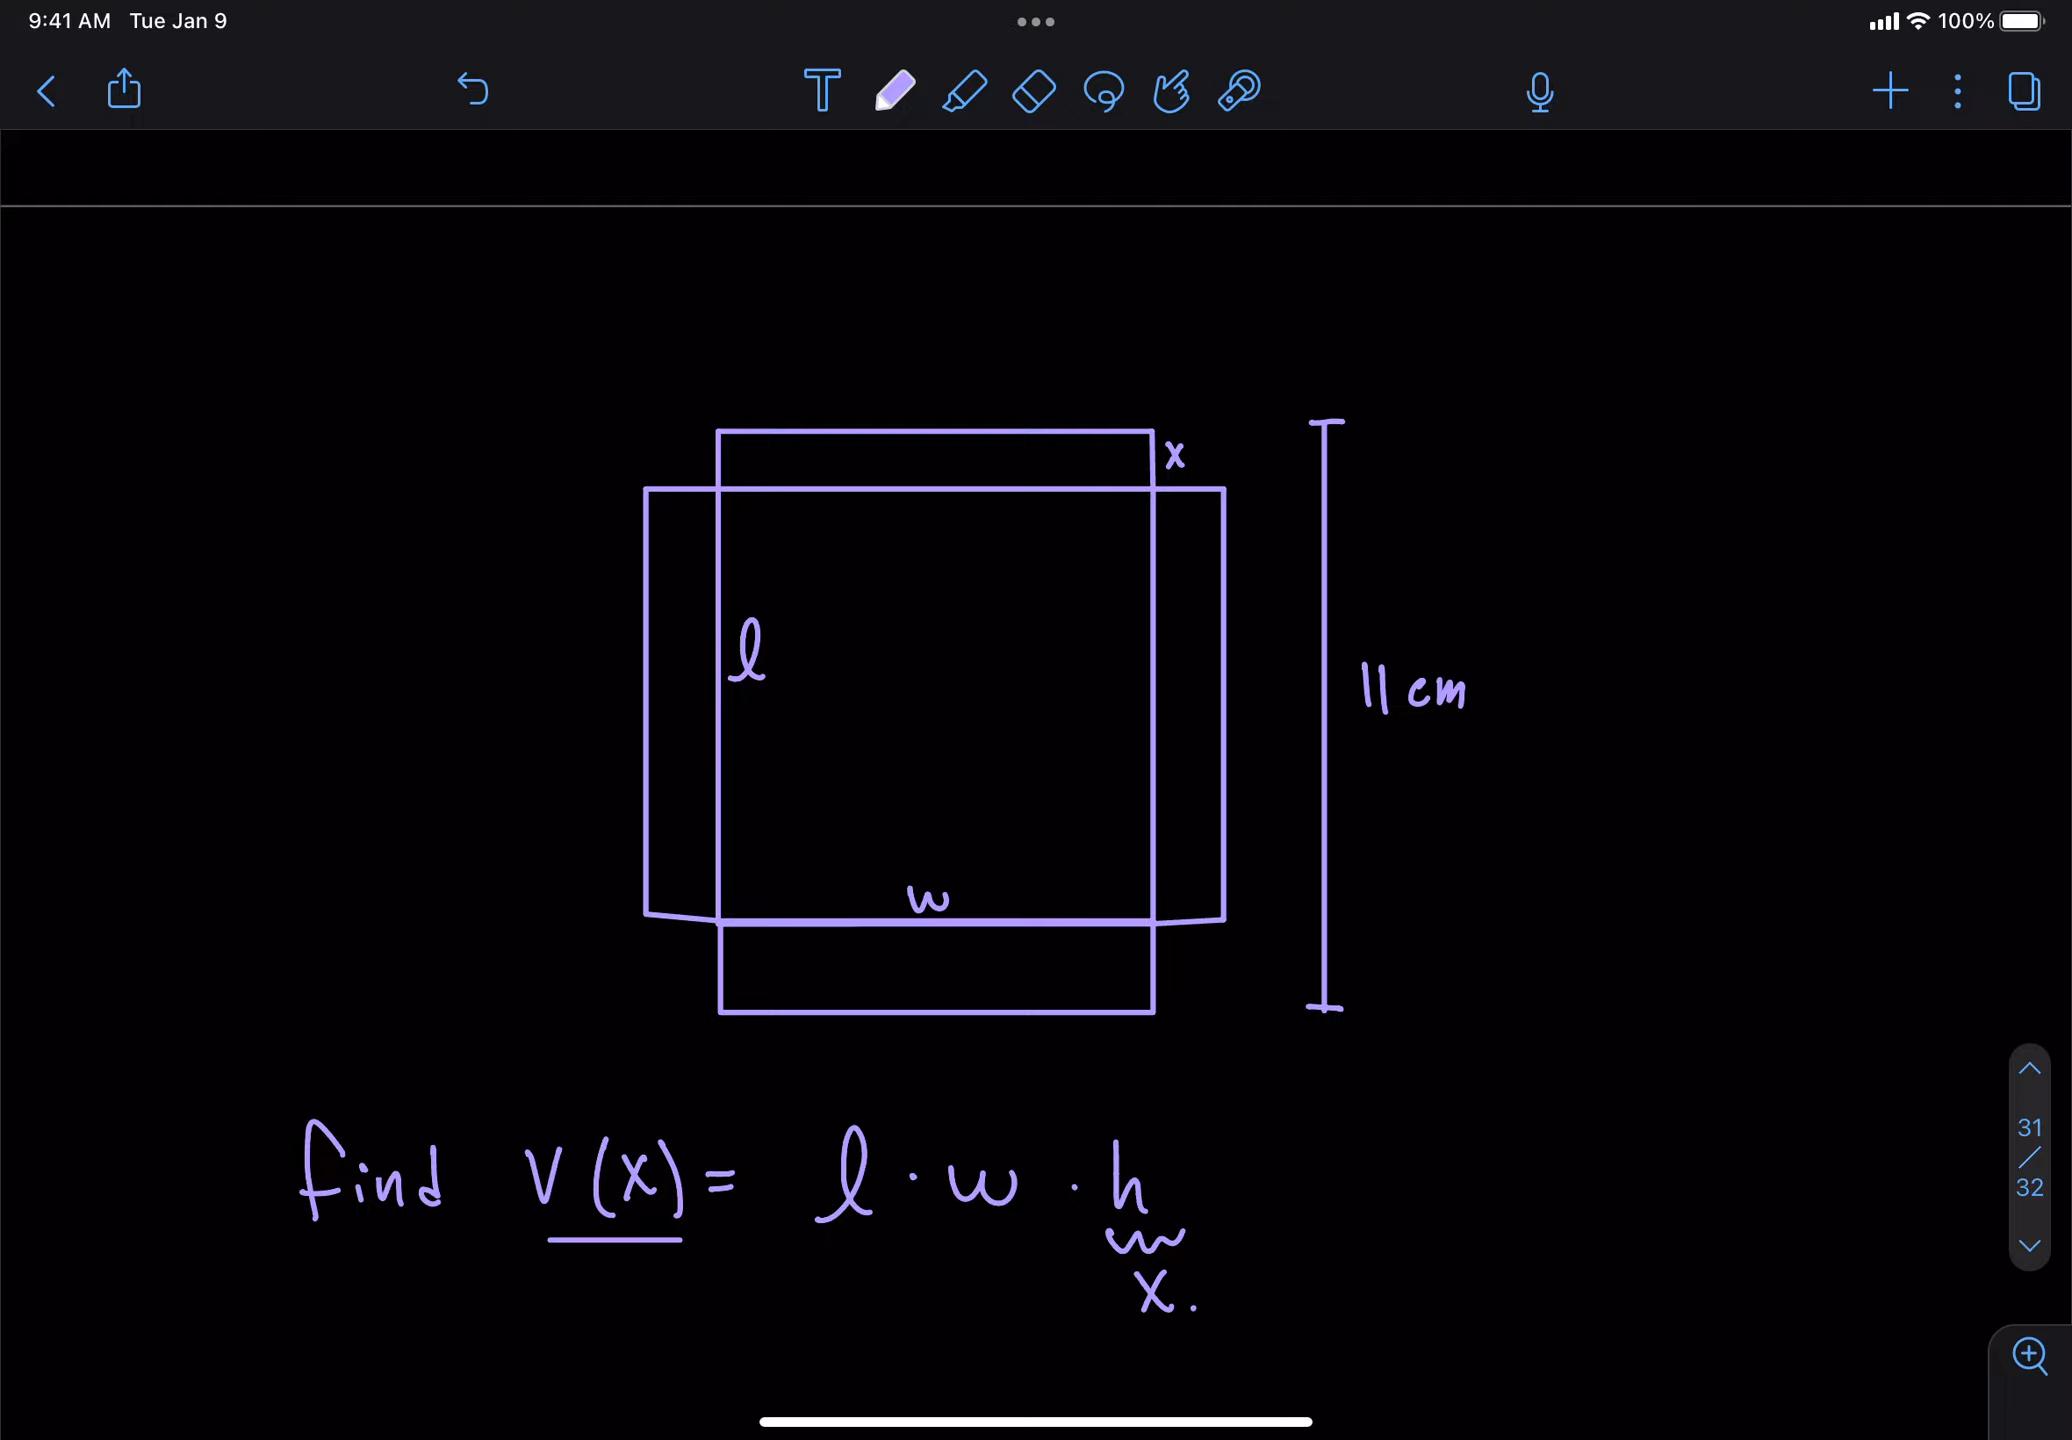 9:41 AM Tue Jan 9
100%
T
x
l
11 cm
w
31
/
32
find V(x) = l · w · h
x.